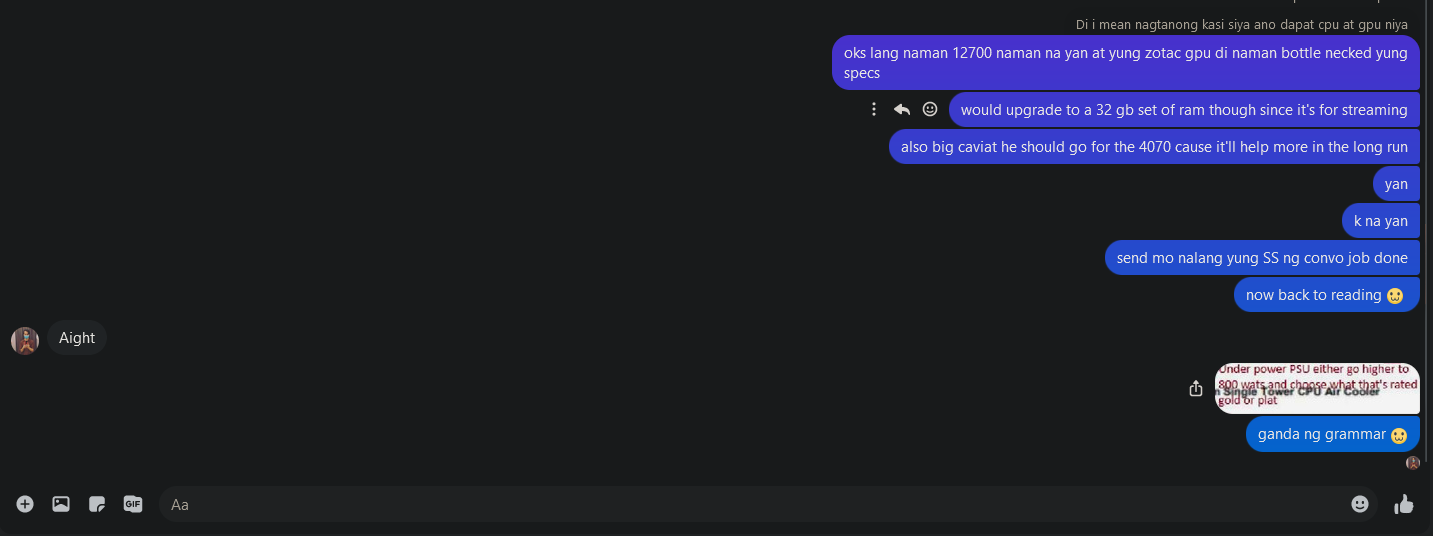 Di i mean nagtanong kasi siya ano dapat cpu at gpu niya
oks lang naman 12700 naman na yan at yung zotac gpu di naman bottle necked yung
specs
would upgrade to a 32 gb set of ram though since it's for streaming
also big caviat he should go for the 4070 cause it'll help more in the long run
yan
k na yan
send mo nalang yung SS ng convo job done
now back to reading
Aight
Under power PSU either go higher to
800 wats and choose what that's rated
Single Tower CPU Air Cooler
gold or plat
ganda ng grammar
GIF
Aa